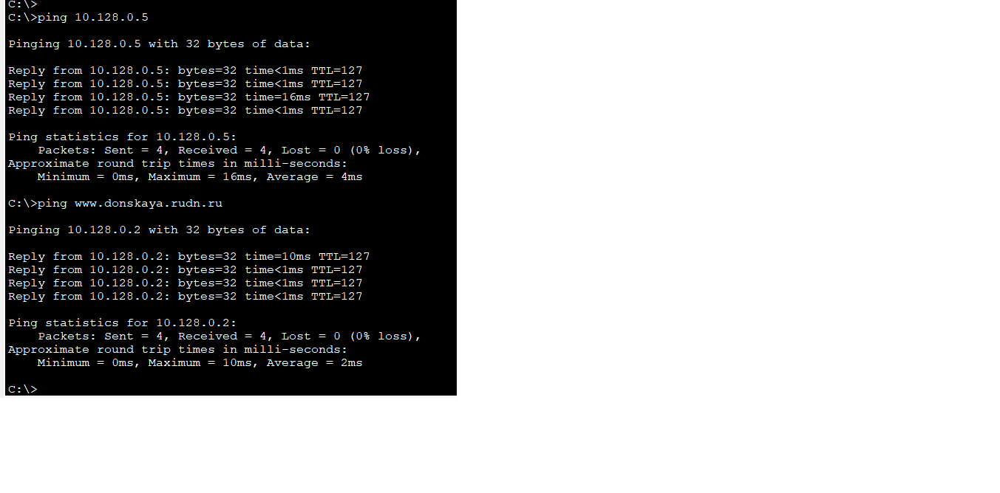 C:\>
C:\>ping 10.128.0.5
Pinging 10.128.0.5 with 32 bytes of data:
Reply from 10.128.0.5: bytes=32 time<1ms TTL=127
Reply from 10.128.0.5: bytes=32 time<1ms TTL=127
Reply from 10.128.0.5: bytes=32 time=16ms TTL=127
Reply from 10.128.0.5: bytes=32 time<1ms TTL=127
Ping statistics for 10.128.0.5:
    Packets: Sent = 4, Received = 4, Lost = 0 (0% loss),
Approximate round trip times in milli-seconds:
    Minimum = 0ms, Maximum = 16ms, Average = 4ms
C:\>ping www.donskaya.rudn.ru
Pinging 10.128.0.2 with 32 bytes of data:
Reply from 10.128.0.2: bytes=32 time=10ms TTL=127
Reply from 10.128.0.2: bytes=32 time<1ms TTL=127
Reply from 10.128.0.2: bytes=32 time<1ms TTL=127
Reply from 10.128.0.2: bytes=32 time<1ms TTL=127
Ping statistics for 10.128.0.2:
    Packets: Sent = 4, Received = 4, Lost = 0 (0% loss),
Approximate round trip times in milli-seconds:
    Minimum = 0ms, Maximum = 10ms, Average = 2ms
C:\>